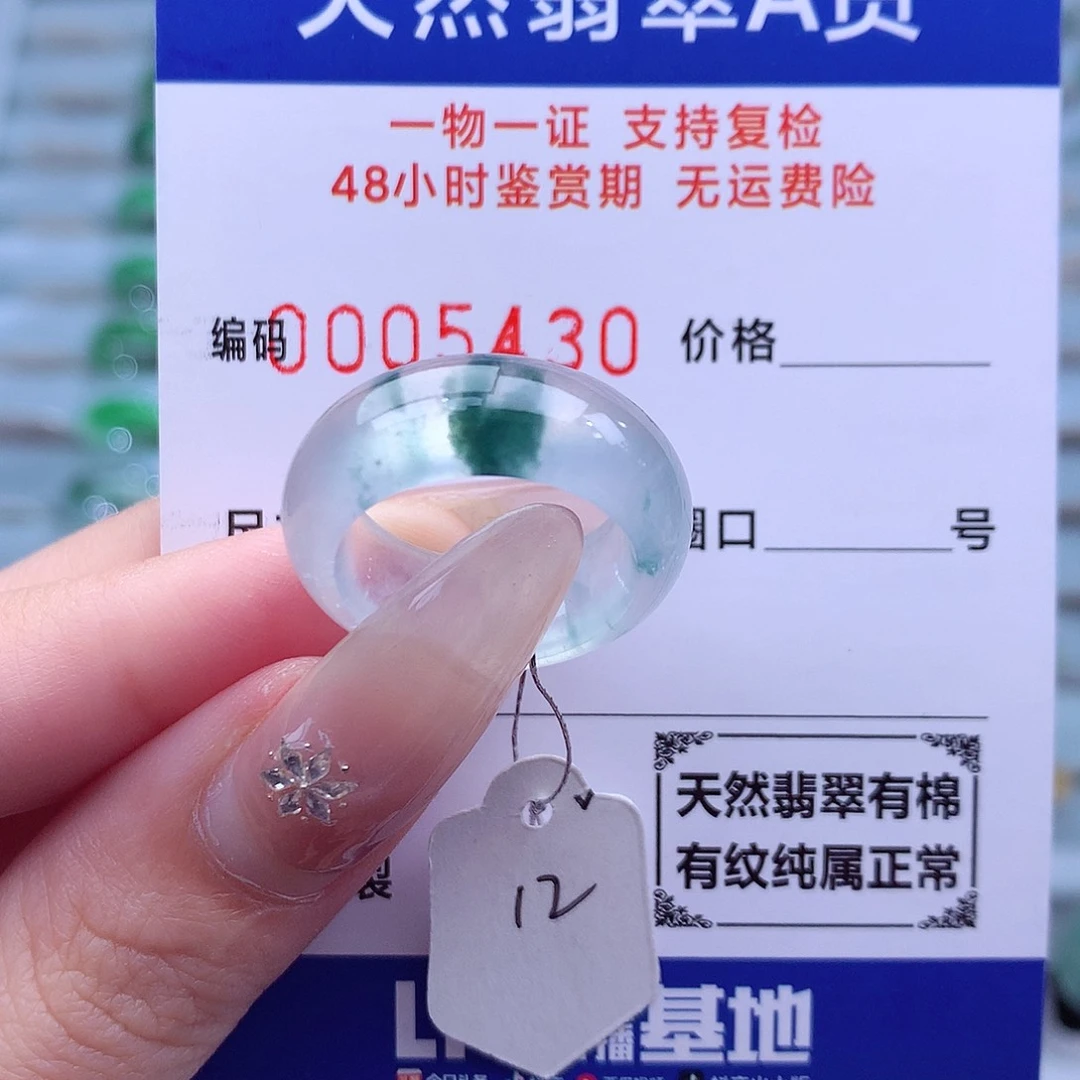 天然翡翠A货
一物一证 支持复检
48小时鉴赏期 无运费险
编码0005430 价格
圈口 号
天然翡翠有棉
有纹纯属正常
12
播基地